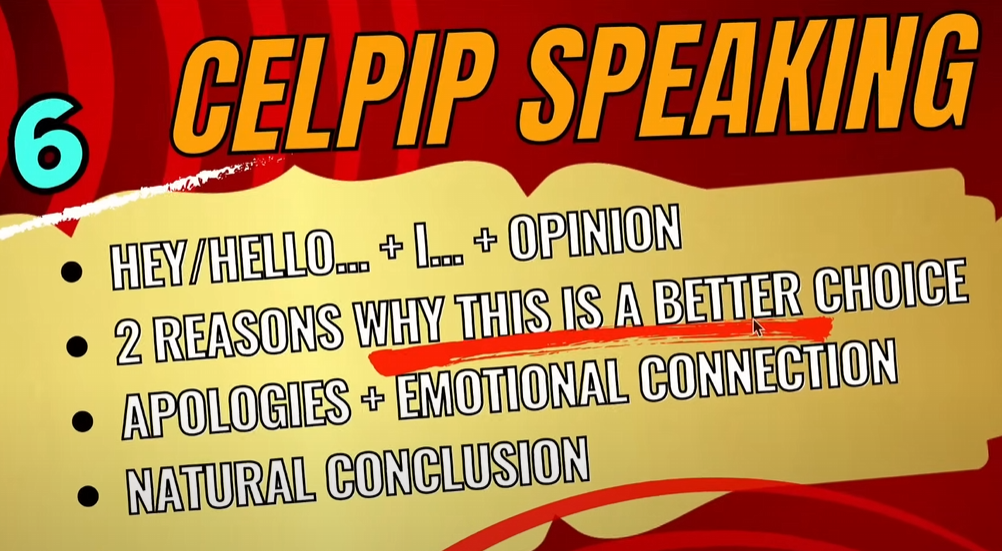 CELPIP SPEAKING
6
HEY/HELLO... + I... + OPINION
2 REASONS WHY THIS IS A BETTER CHOICE
APOLOGIES + EMOTIONAL CONNECTION
NATURAL CONCLUSION